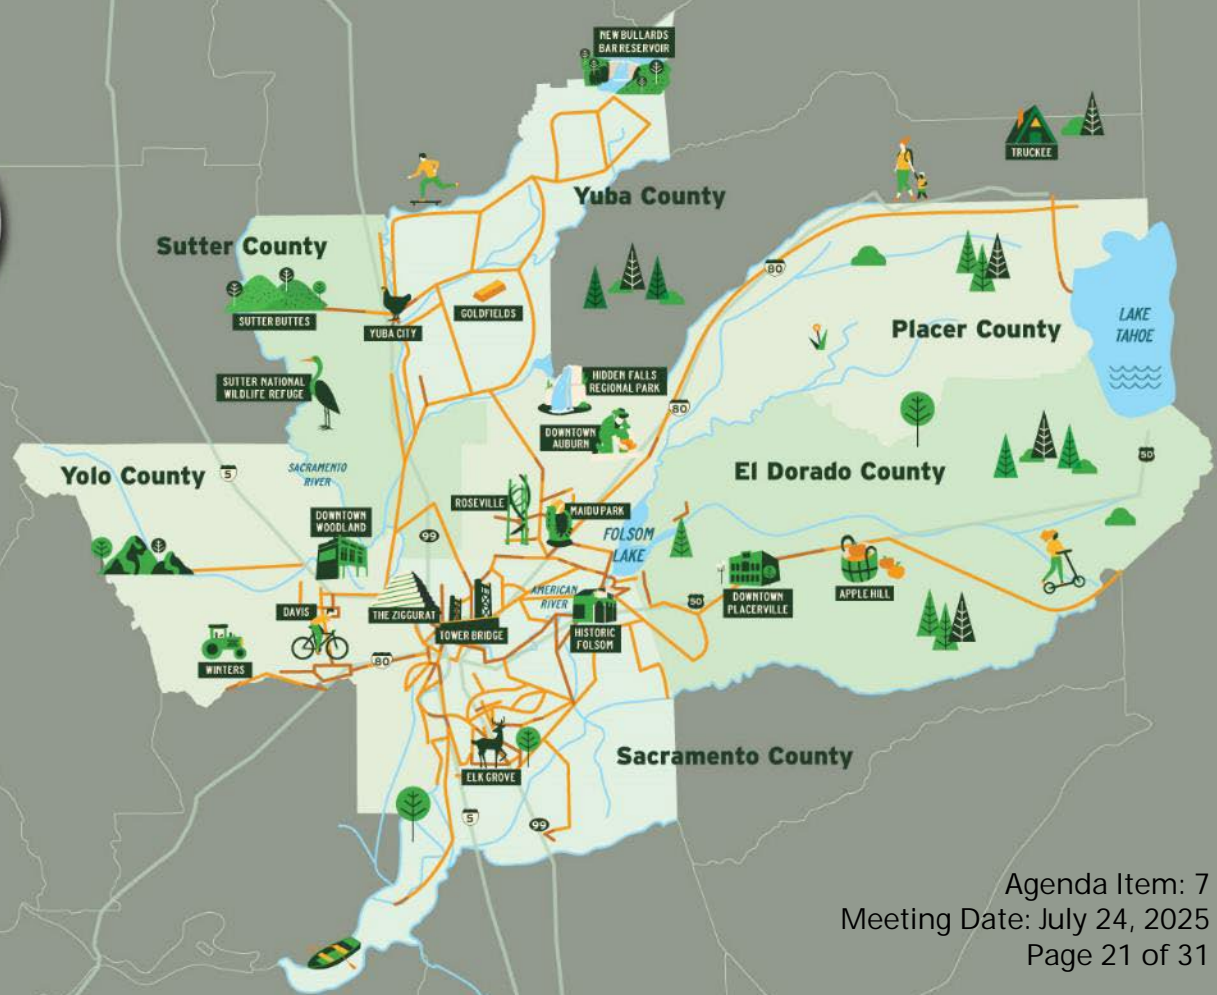 NEW BULLARDS
BAR RESERVOIR
TRUCKEE
Yuba County
Sutter County
80
SUTTER BUTTES
GOLDFIELDS
YUBA CITY
LAKE
TAHOE
Placer County
SUTTER NATIONAL
WILDLIFE REFUGE
HIDDEN FALLS
REGIONAL PARK
80
DOWNTOWN
AUBURN
50
Yolo County
5
SACRAMENTO
RIVER
El Dorado County
ROSEVILLE
MAIDU PARK
DOWNTOWN
WOODLAND
99
FOLSOM
LAKE
AMERICAN
RIVER
DOWNTOWN
PLACERVILLE
APPLE HILL
50
DAVIS
THE ZIGGURAT
TOWER BRIDGE
HISTORIC
FOLSOM
WINTERS
80
Sacramento County
ELK GROVE
5
99
Agenda Item: 7
Meeting Date: July 24, 2025
Page 21 of 31